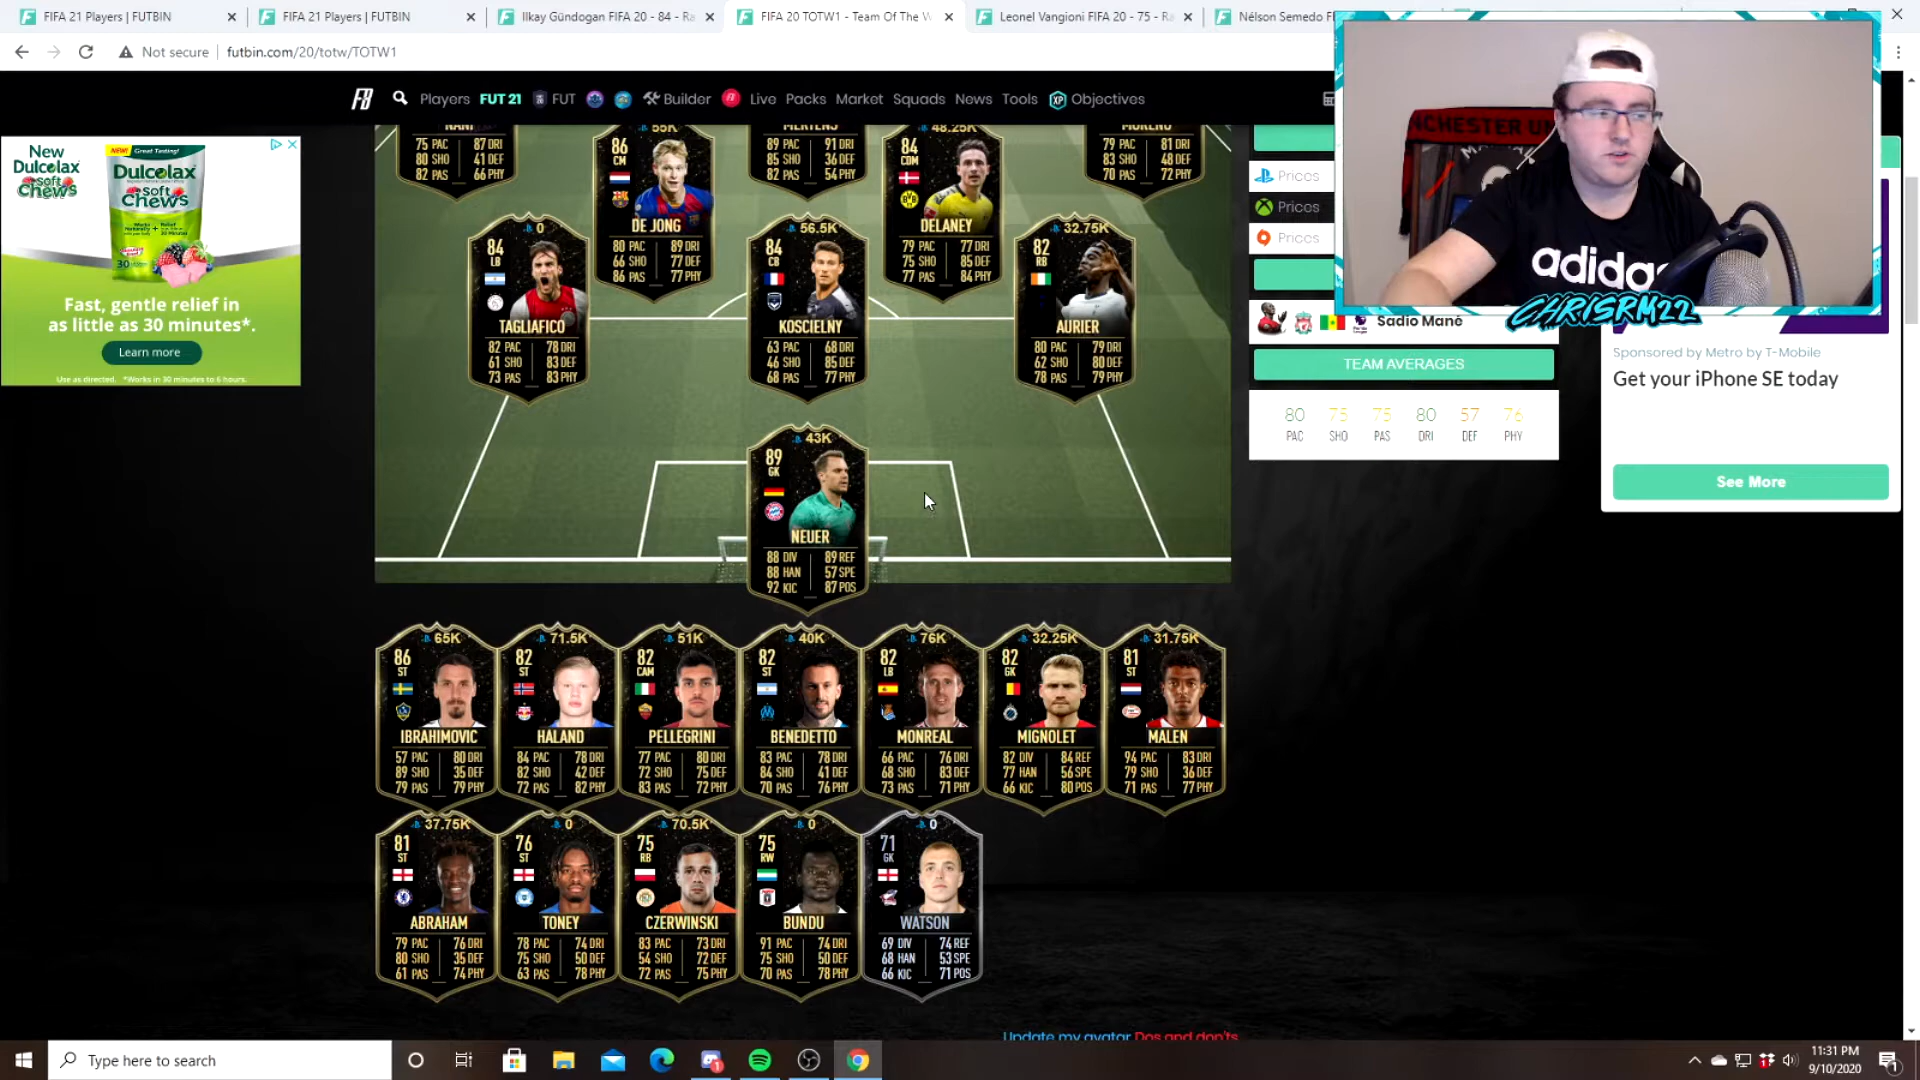 FIFA 21 Players | FUTBIN
FIFA 21 Players | FUTBIN
Ilkay Gündogan FIFA 20 - 84 - Ra
FIFA 20 TOTW1 - Team Of The W
Leonel Vangioni FIFA 20 - 75 - Ra
Nélson Semedo
Not secure
futbin.com/20/totw/TOTW1
FB
Players
FUT 21
FUT
Builder
Live
Packs
Market
Squads
News
Tools
XP Objectives
New Dulcolax soft Chews
NEW! Great Tasting!
Dulcolax
soft Chews
Fast, gentle relief in
as little as 30 minutes*.
Learn more
Use as directed. *Works in 30 minutes to 6 hours.
NANI
75 PAC 87 DRI
80 SHO 41 DEF
82 PAS 66 PHY
55K
86
CM
DE JONG
80 PAC 89 DRI
66 SHO 77 DEF
86 PAS 77 PHY
MERTENS
89 PAC 91 DRI
85 SHO 36 DEF
82 PAS 54 PHY
48.25K
84
CDM
DELANEY
79 PAC 77 DRI
75 SHO 85 DEF
77 PAS 84 PHY
MORENO
79 PAC 81 DRI
83 SHO 48 DEF
70 PAS 72 PHY
0
84
LB
TAGLIAFICO
82 PAC 78 DRI
61 SHO 83 DEF
73 PAS 83 PHY
56.5K
84
CB
KOSCIELNY
63 PAC 68 DRI
46 SHO 85 DEF
68 PAS 77 PHY
32.75K
82
RB
AURIER
80 PAC 79 DRI
62 SHO 80 DEF
78 PAS 79 PHY
43K
89
GK
NEUER
88 DIV 89 REF
88 HAN 57 SPE
92 KIC 87 POS
Prices
Prices
Prices
Sadio Mané
TEAM AVERAGES
80 75 75 80 57 76
PAC SHO PAS DRI DEF PHY
adidas
CHRISRM22
Sponsored by Metro by T-Mobile
Get your iPhone SE today
See More
65K
86
ST
IBRAHIMOVIC
57 PAC 80 DRI
89 SHO 35 DEF
79 PAS 79 PHY
71.5K
82
ST
HALAND
84 PAC 78 DRI
82 SHO 42 DEF
72 PAS 82 PHY
51K
82
CAM
PELLEGRINI
77 PAC 80 DRI
72 SHO 75 DEF
83 PAS 72 PHY
40K
82
ST
BENEDETTO
83 PAC 78 DRI
84 SHO 41 DEF
70 PAS 76 PHY
76K
82
LB
MONREAL
66 PAC 76 DRI
68 SHO 83 DEF
73 PAS 71 PHY
32.25K
82
GK
MIGNOLET
82 DIV 84 REF
77 HAN 56 SPE
66 KIC 80 POS
31.75K
81
ST
MALEN
94 PAC 83 DRI
79 SHO 36 DEF
71 PAS 77 PHY
37.75K
81
ST
ABRAHAM
79 PAC 76 DRI
80 SHO 35 DEF
61 PAS 74 PHY
0
76
ST
TONEY
78 PAC 74 DRI
75 SHO 50 DEF
63 PAS 78 PHY
70.5K
75
RB
CZERWINSKI
83 PAC 73 DRI
54 SHO 72 DEF
72 PAS 75 PHY
0
75
RW
BUNDU
91 PAC 74 DRI
75 SHO 50 DEF
70 PAS 78 PHY
0
71
GK
WATSON
69 DIV 74 REF
68 HAN 53 SPE
66 KIC 71 POS
Update my avatar Dos and don'ts
Type here to search
11:31 PM
9/10/2020